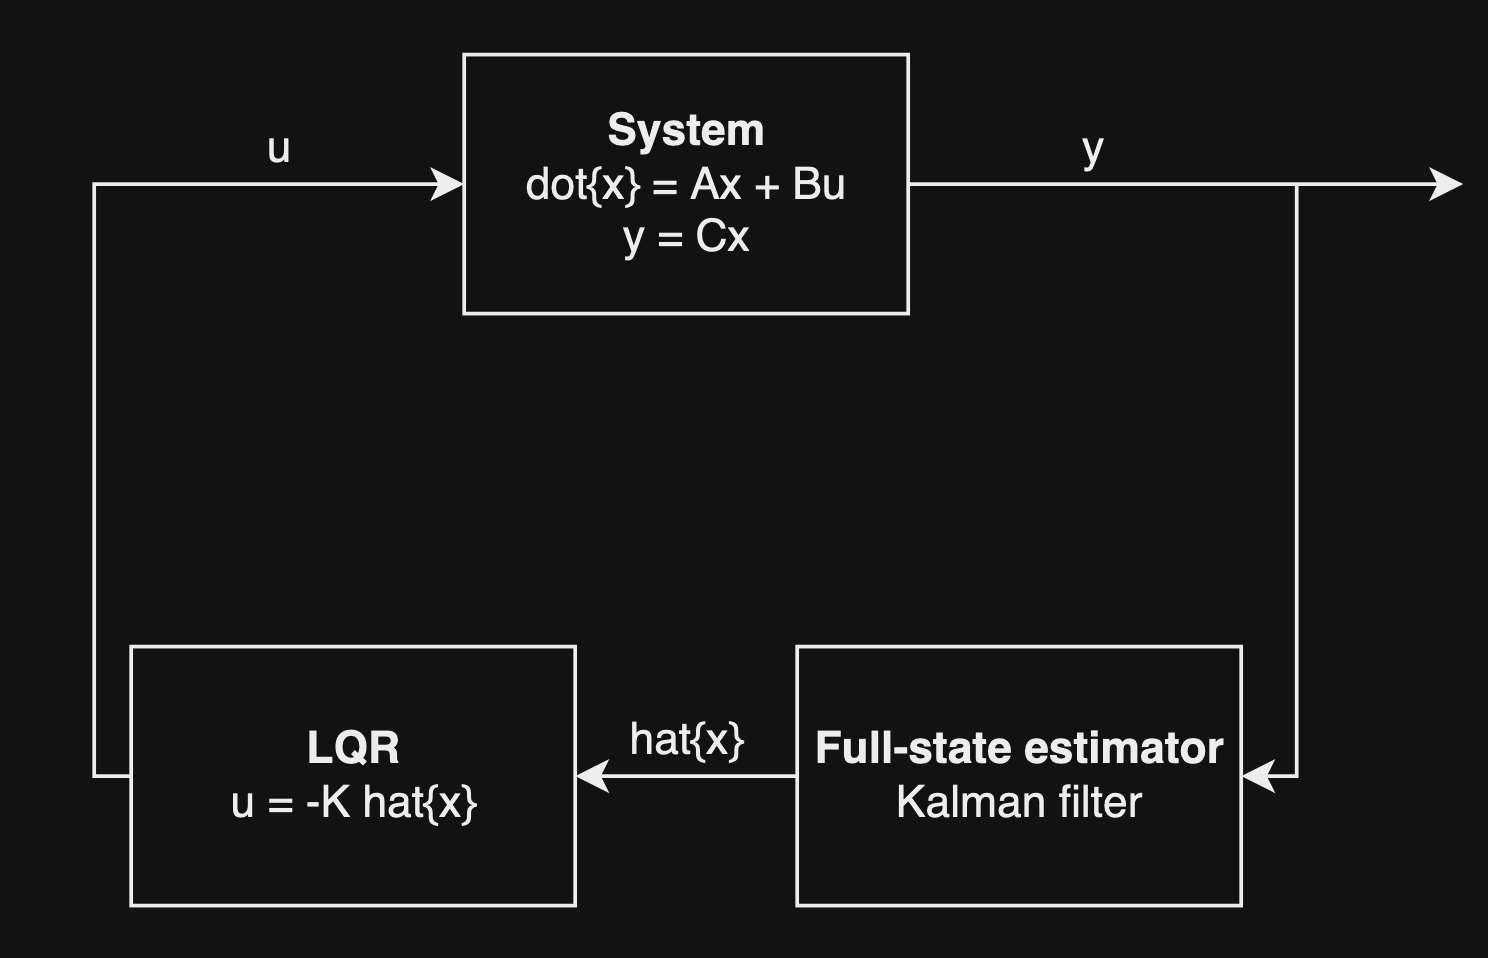 u
System
dot{x} = Ax + Bu
y = Cx
y
LQR
u = -K hat{x}
hat{x}
Full-state estimator
Kalman filter